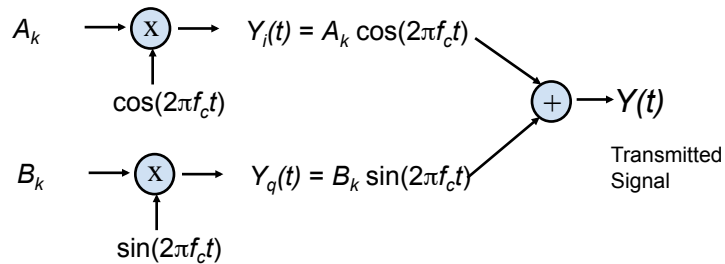 A_k X Y_i(t) = A_k cos(2πf_ct)
cos(2πf_ct)
+ Y(t)
Transmitted
Signal
B_k X Y_q(t) = B_k sin(2πf_ct)
sin(2πf_ct)